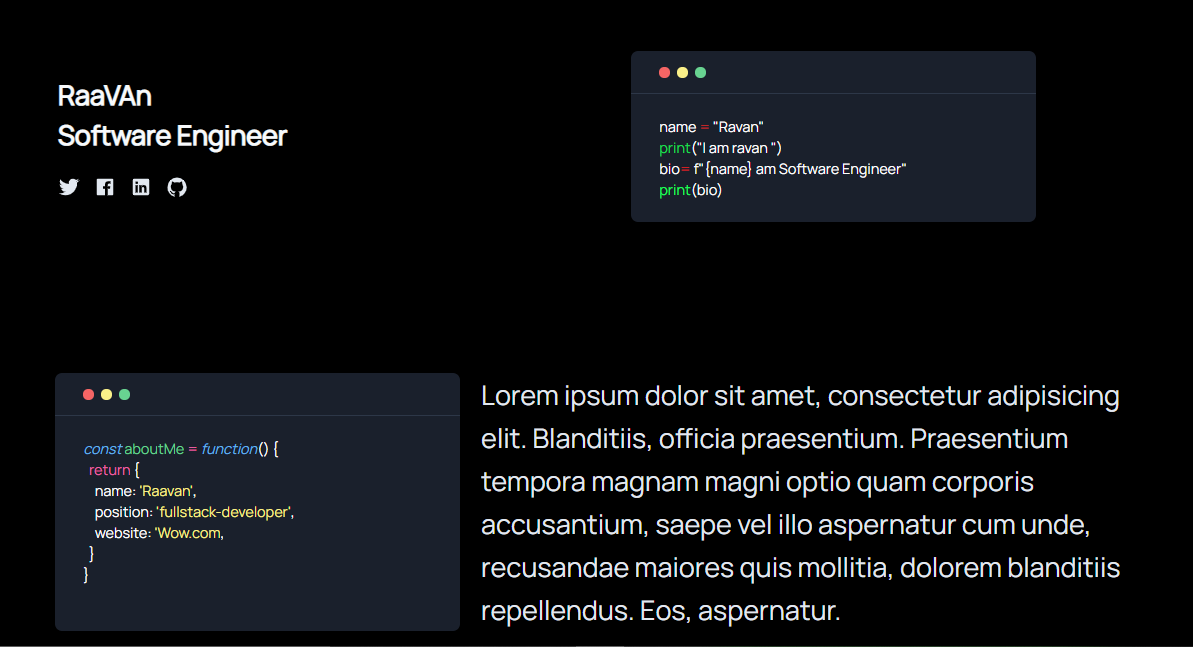 RaaVAn
Software Engineer
name = "Ravan"
print("I am ravan ")
bio= f"{name} am Software Engineer"
print(bio)
const aboutMe = function() {
return {
name: 'Raavan',
position: 'fullstack-developer',
website: 'Wow.com,
}
}
Lorem ipsum dolor sit amet, consectetur adipisicing
elit. Blanditiis, officia praesentium. Praesentium
tempora magnam magni optio quam corporis
accusantium, saepe vel illo aspernatur cum unde,
recusandae maiores quis mollitia, dolorem blanditiis
repellendus. Eos, aspernatur.